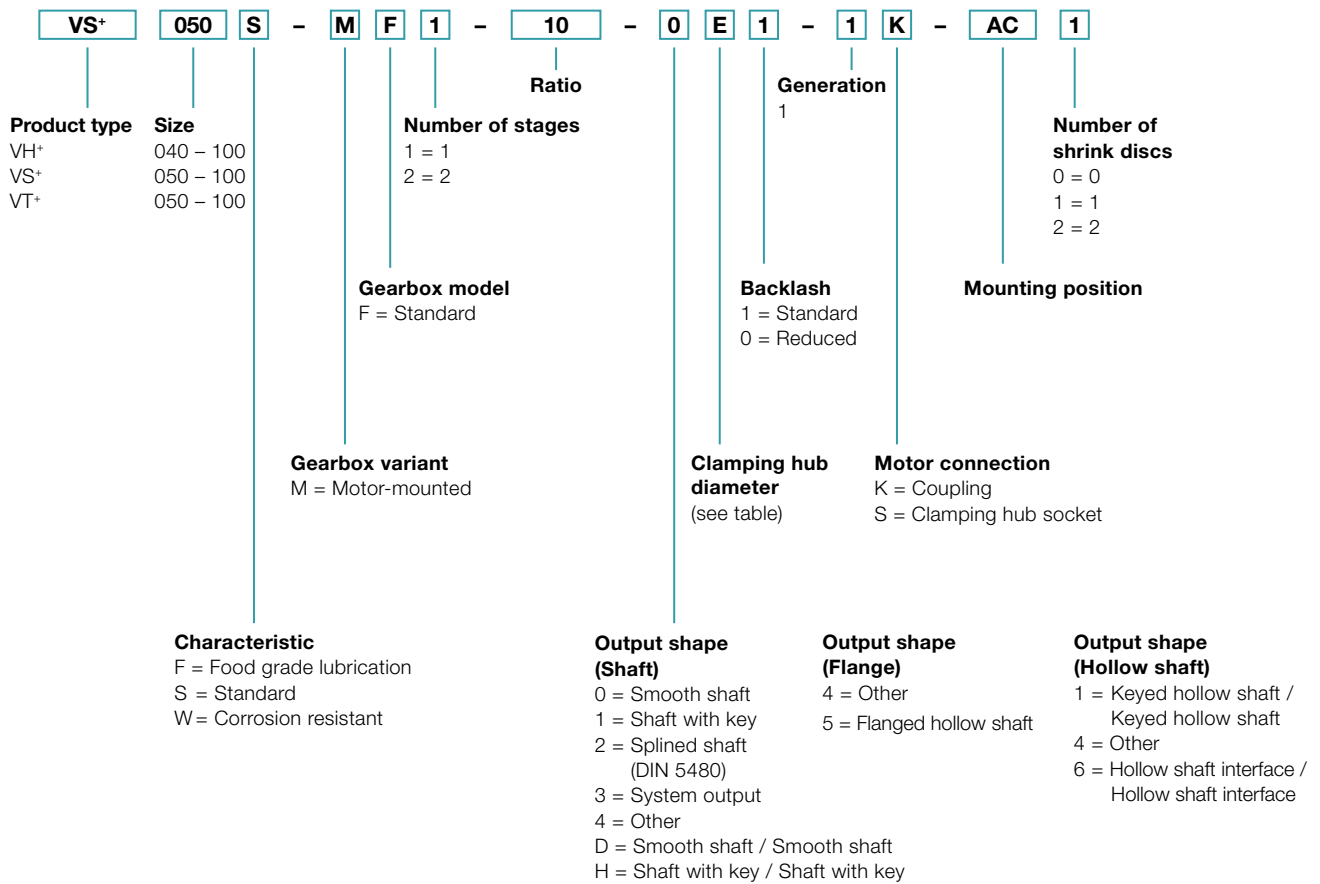 VS⁺ 050 S – M F 1 – 10 – 0 E 1 – 1 K – AC 1
Ratio
Generation
1
Product type
VH⁺
VS⁺
VT⁺
Size
040 – 100
050 – 100
050 – 100
Number of stages
1 = 1
2 = 2
Number of
shrink discs
0 = 0
1 = 1
2 = 2
Gearbox model
F = Standard
Backlash
1 = Standard
0 = Reduced
Mounting position
Gearbox variant
M = Motor-mounted
Clamping hub
diameter
(see table)
Motor connection
K = Coupling
S = Clamping hub socket
Characteristic
F = Food grade lubrication
S = Standard
W = Corrosion resistant
Output shape
(Shaft)
0 = Smooth shaft
1 = Shaft with key
2 = Splined shaft
(DIN 5480)
3 = System output
4 = Other
D = Smooth shaft / Smooth shaft
H = Shaft with key / Shaft with key
Output shape
(Flange)
4 = Other
5 = Flanged hollow shaft
Output shape
(Hollow shaft)
1 = Keyed hollow shaft /
Keyed hollow shaft
4 = Other
6 = Hollow shaft interface /
Hollow shaft interface